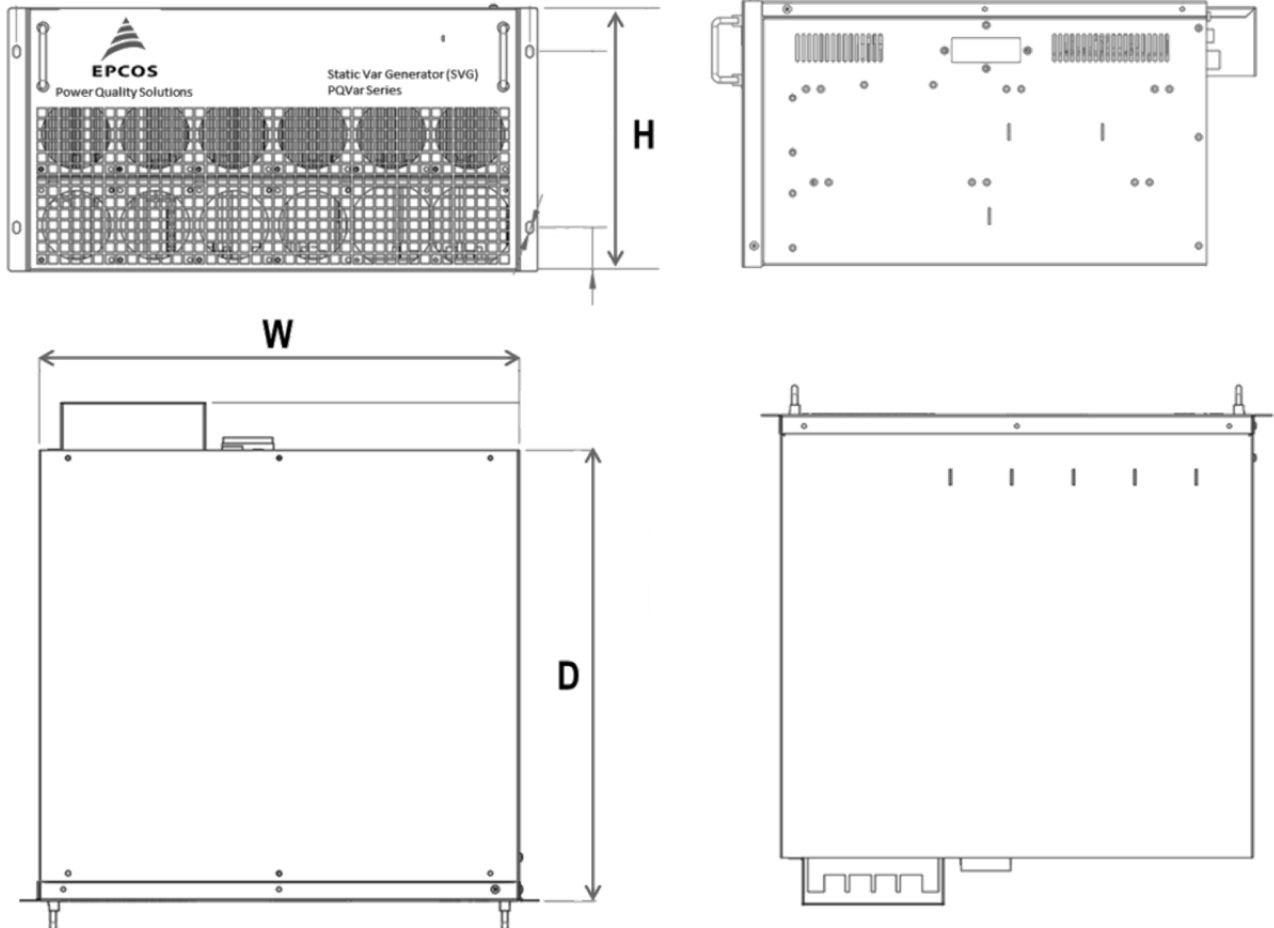 EPCOS
Power Quality Solutions
Static Var Generator (SVG)
PQVar Series
H
W
D